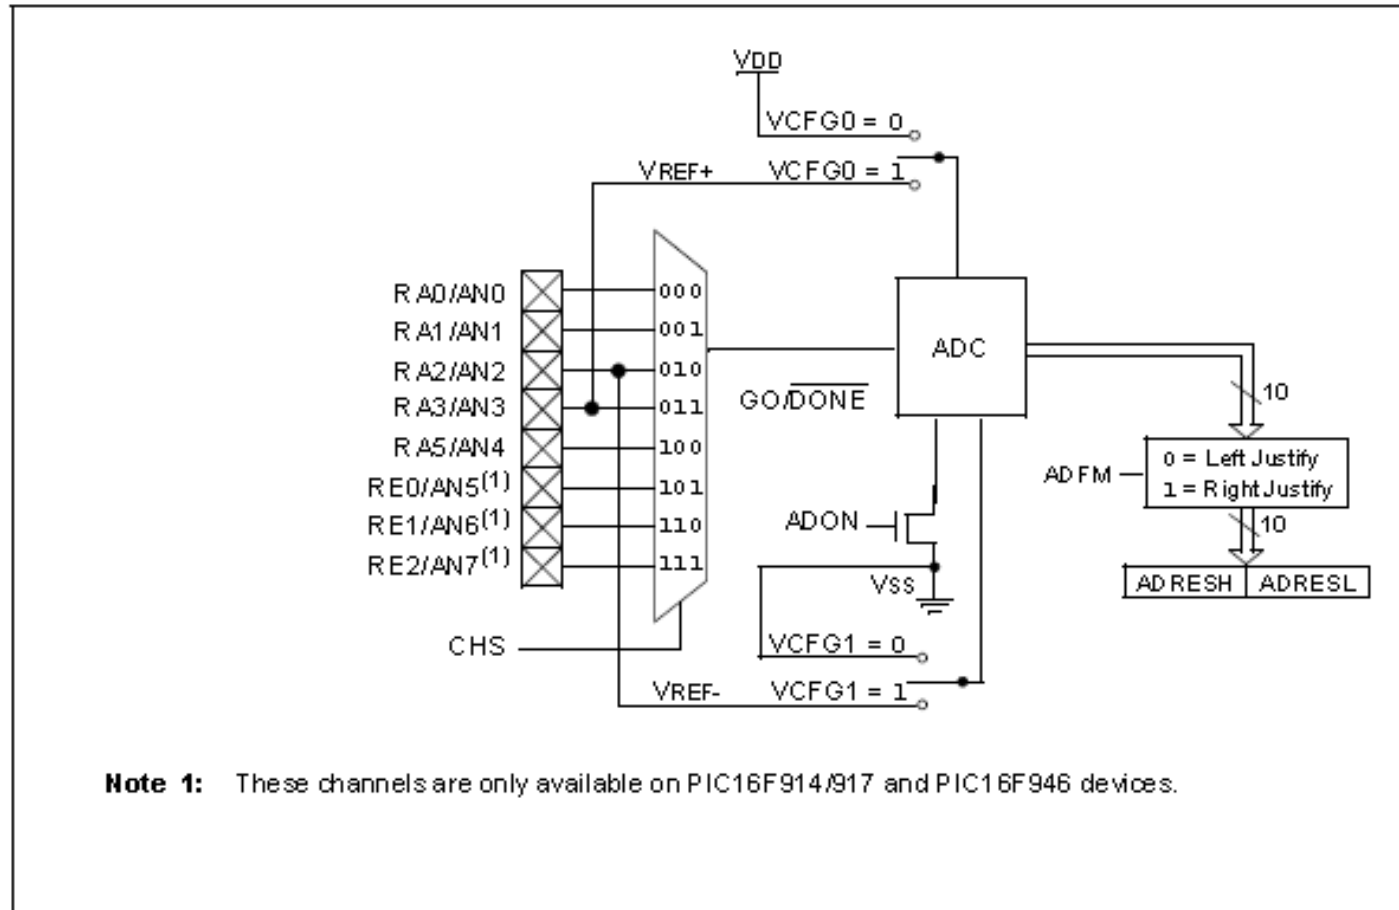 VDD
VCFG0 = 0
VREF+ VCFG0 = 1
RA0/AN0 000
RA1/AN1 001
RA2/AN2 010
RA3/AN3 011
RA5/AN4 100
RE0/AN5(1) 101
RE1/AN6(1) 110
RE2/AN7(1) 111
CHS
ADC
GO/DONE
10
ADFM
0 = Left Justify
1 = Right Justify
10
ADRESH ADRESL
ADON
VSS
VCFG1 = 0
VREF- VCFG1 = 1
Note 1: These channels are only available on PIC16F914/917 and PIC16F946 devices.